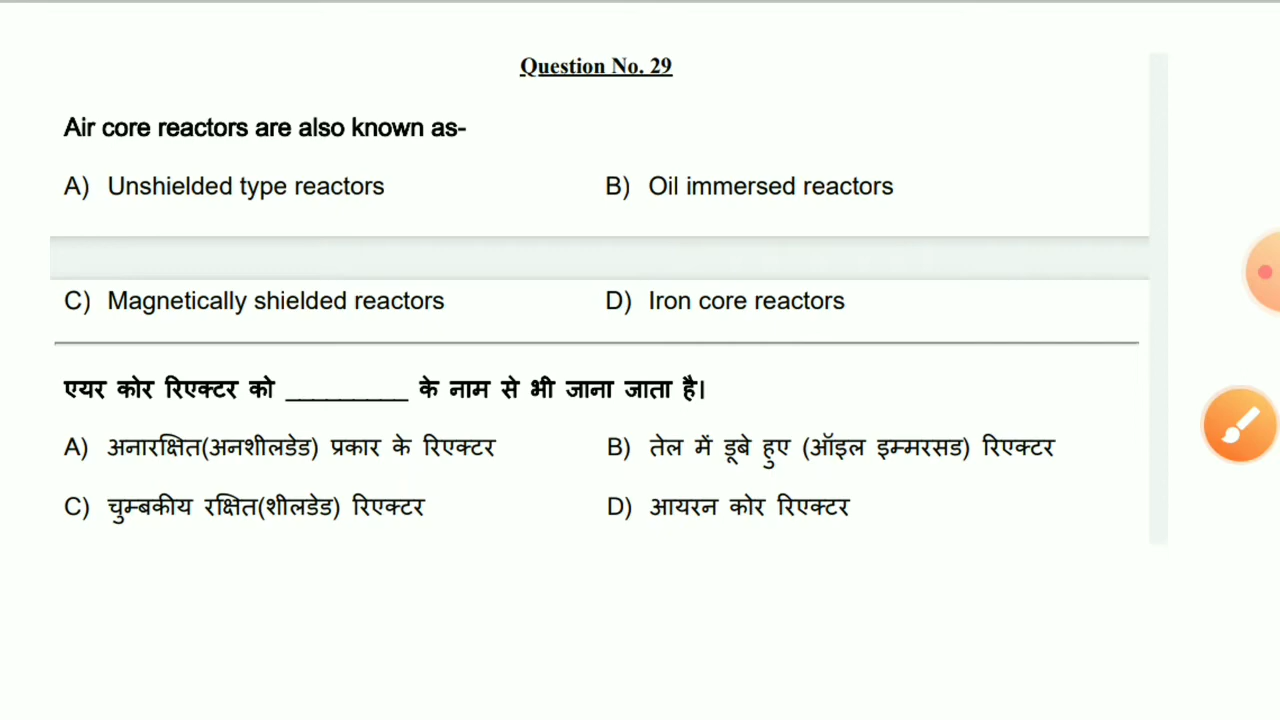 Question No. 29
Air core reactors are also known as-
A) Unshielded type reactors B) Oil immersed reactors
C) Magnetically shielded reactors D) Iron core reactors
एयर कोर रिएक्टर को _________ के नाम से भी जाना जाता है।
A) अनारक्षित(अनशीलडेड) प्रकार के रिएक्टर B) तेल में डूबे हुए (ऑइल इम्मरसड) रिएक्टर
C) चुम्बकीय रक्षित(शीलडेड) रिएक्टर D) आयरन कोर रिएक्टर